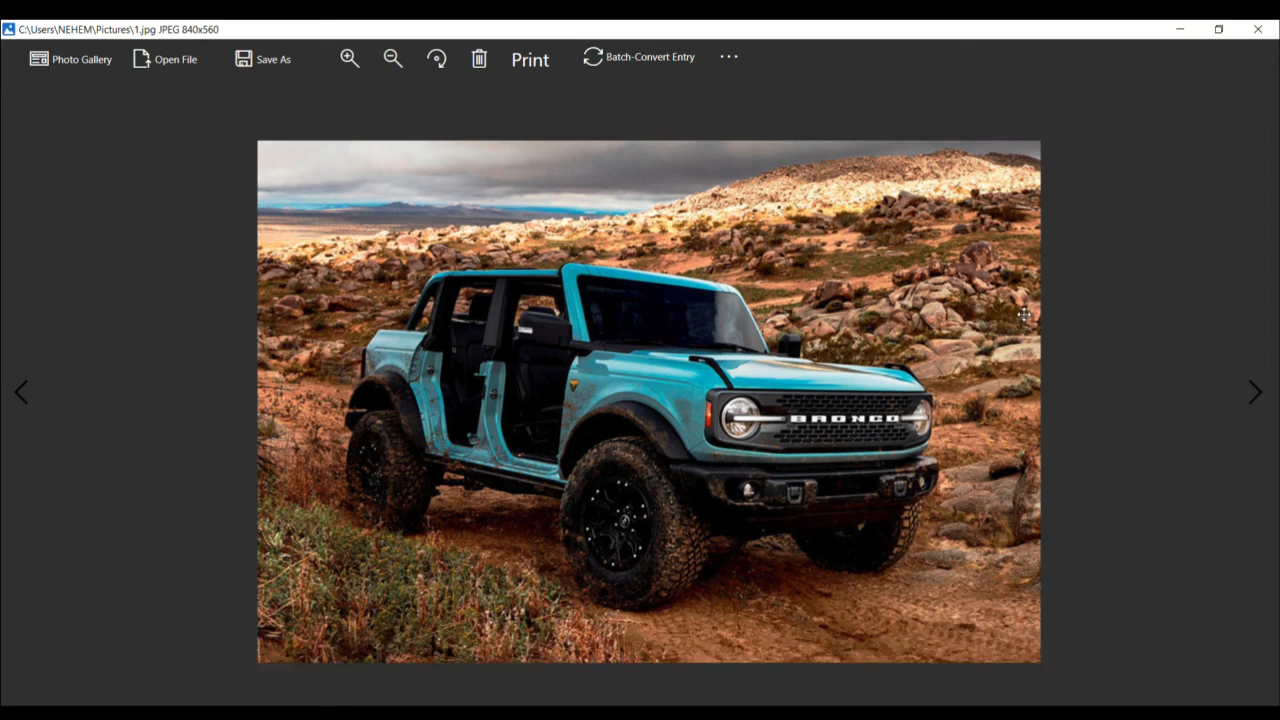 C:\Users\NEHEM\Pictures\1.jpg JPEG 840x560
Photo Gallery Open File Save As Print Batch-Convert Entry
BRONCO